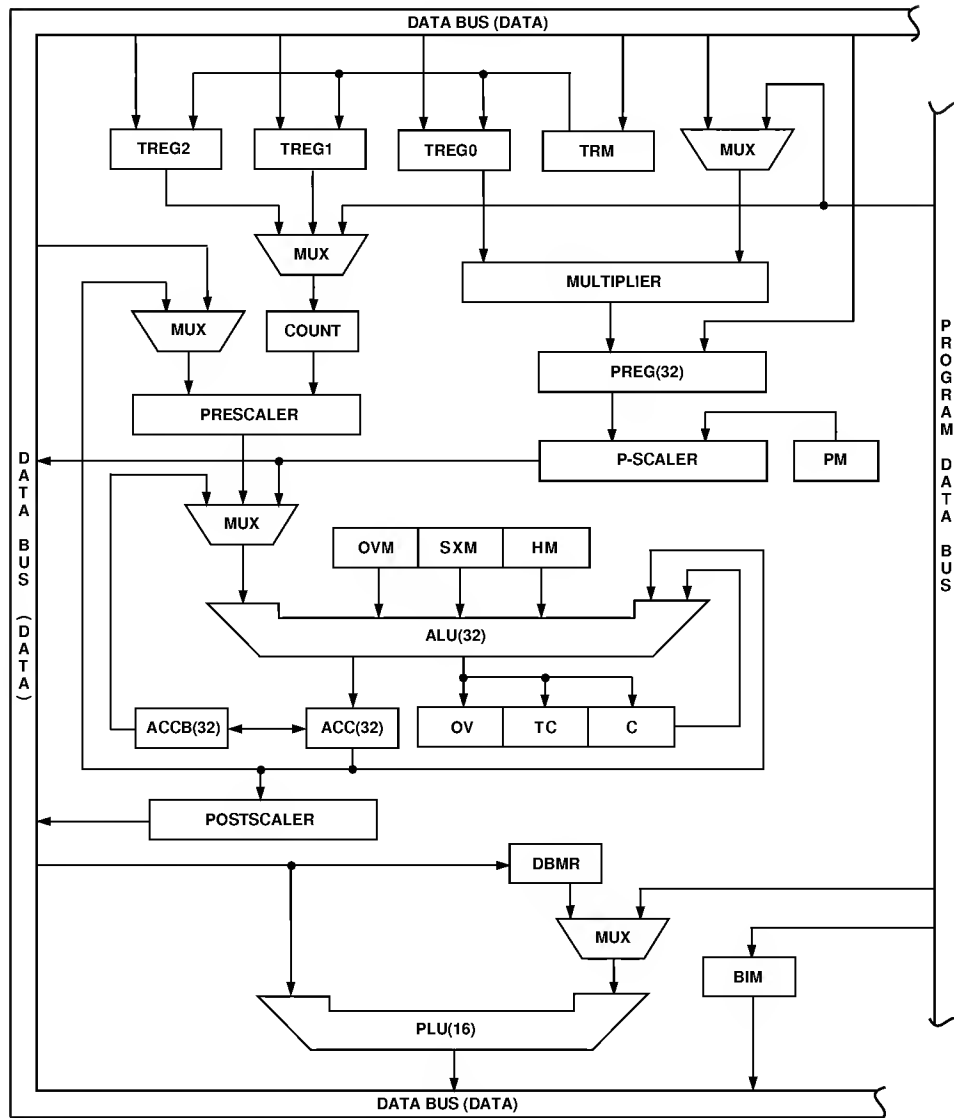 DATA BUS (DATA)
TREG2
TREG1
TREG0
TRM
MUX
MUX
MULTIPLIER
MUX
COUNT
PREG(32)
PRESCALER
P-SCALER
PM
MUX
OVM
SXM
HM
ALU(32)
ACCB(32)
ACC(32)
OV
TC
C
POSTSCALER
DBMR
MUX
BIM
PLU(16)
DATA BUS (DATA)
DATA BUS (DATA)
PROGRAM DATA BUS